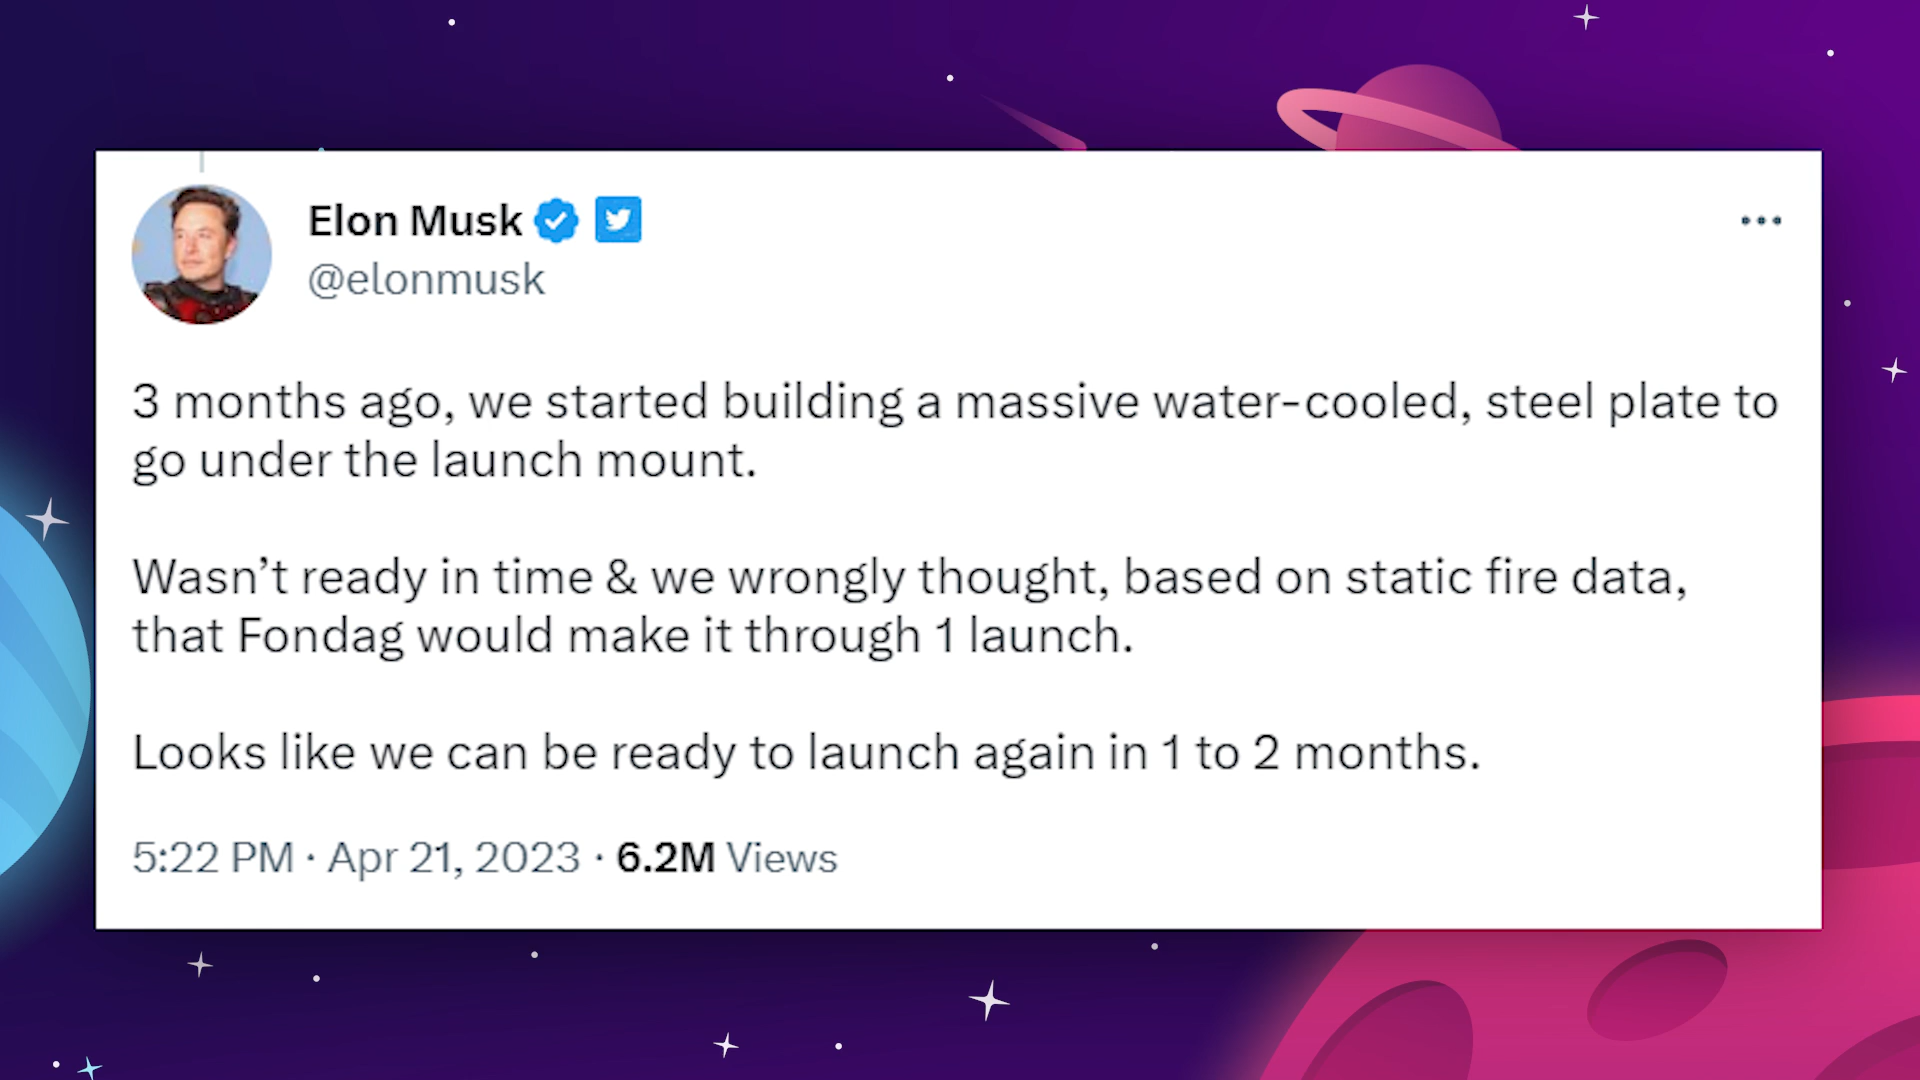 Elon Musk
@elonmusk
3 months ago, we started building a massive water-cooled, steel plate to
go under the launch mount.
Wasn’t ready in time & we wrongly thought, based on static fire data,
that Fondag would make it through 1 launch.
Looks like we can be ready to launch again in 1 to 2 months.
5:22 PM · Apr 21, 2023 · 6.2M Views